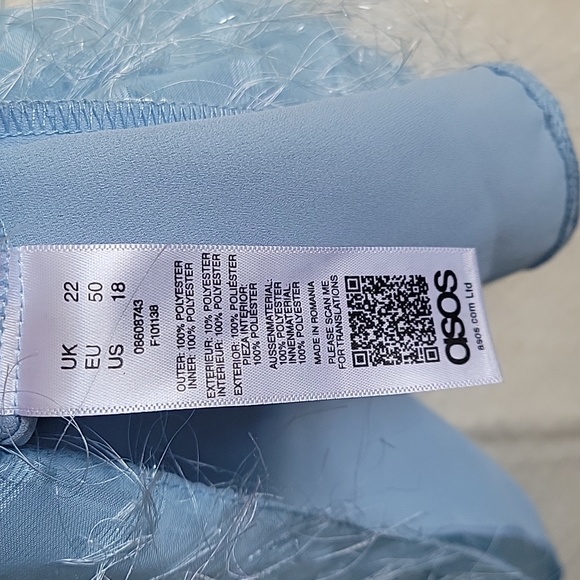 UK 22
EU 50
US 18
08608743
F101138
OUTER: 100% POLYESTER
INNER: 100% POLYESTER
EXTERIEUR: 10% POLYESTER
INTERIEUR: 100% POLYESTER
EXTERIOR: 100% POLIÉSTER
PIEZA INTERIOR:
100% POLIÉSTER
AUSSENMATERIAL:
100% POLYESTER
INNENMATERIAL:
100% POLYESTER
MADE IN ROMANIA
PLEASE SCAN ME
FOR TRANSLATIONS
asos
asos.com Ltd